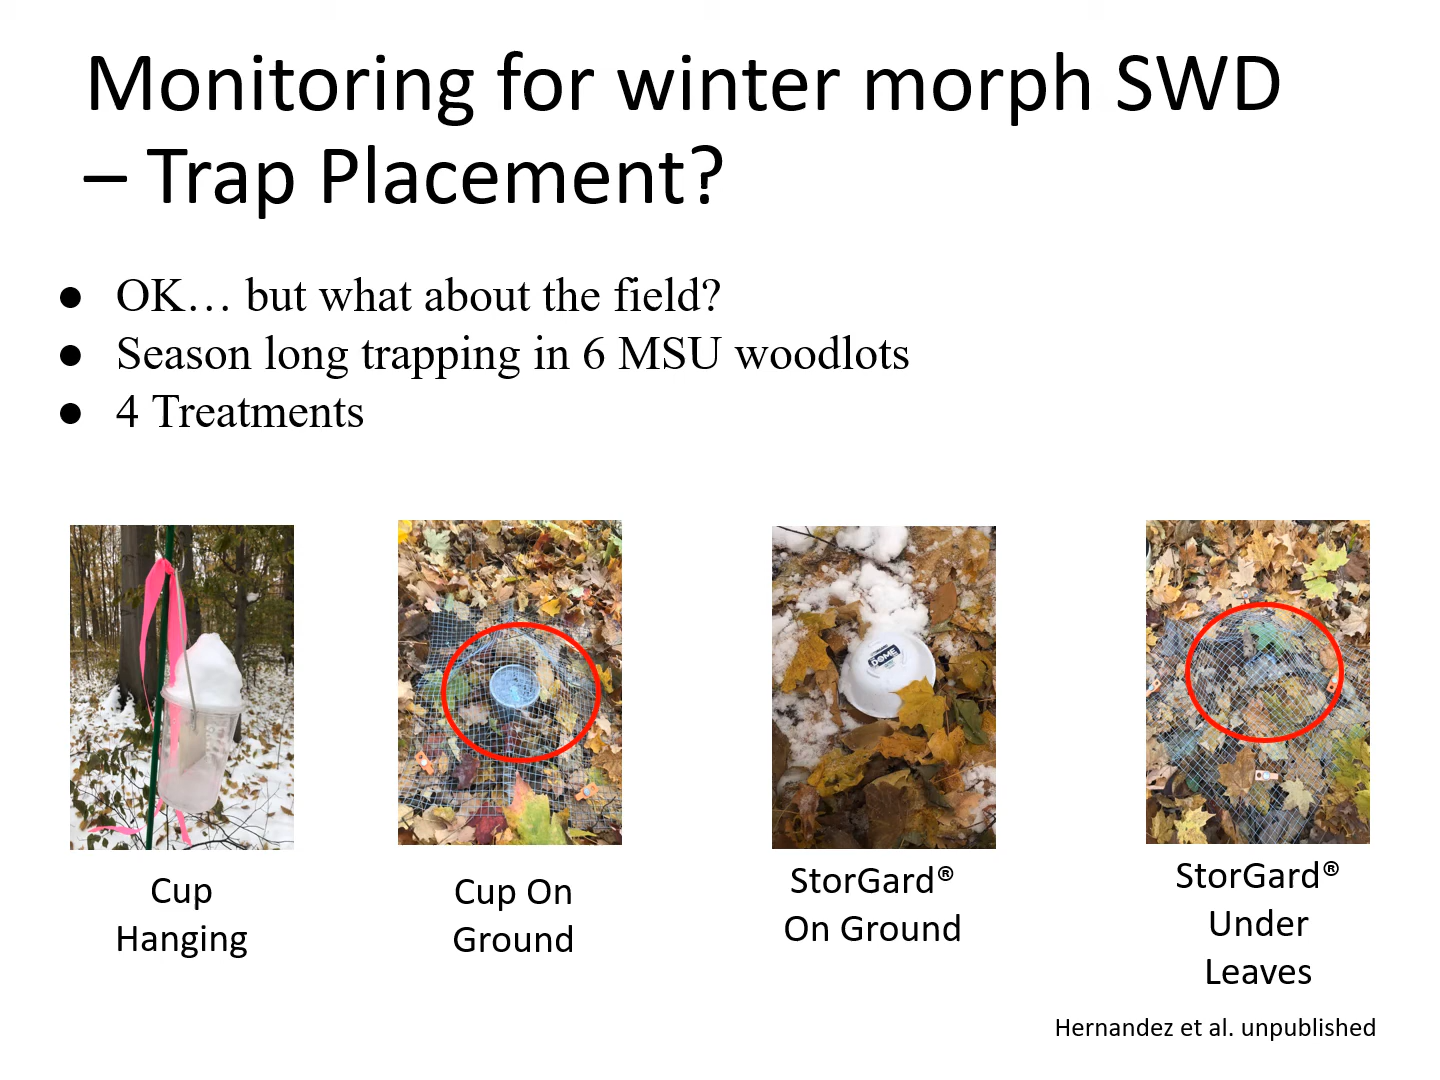 Monitoring for winter morph SWD
– Trap Placement?
● OK… but what about the field?
● Season long trapping in 6 MSU woodlots
● 4 Treatments
DOME
Cup
Hanging
Cup On
Ground
StorGard®
On Ground
StorGard®
Under
Leaves
Hernandez et al. unpublished